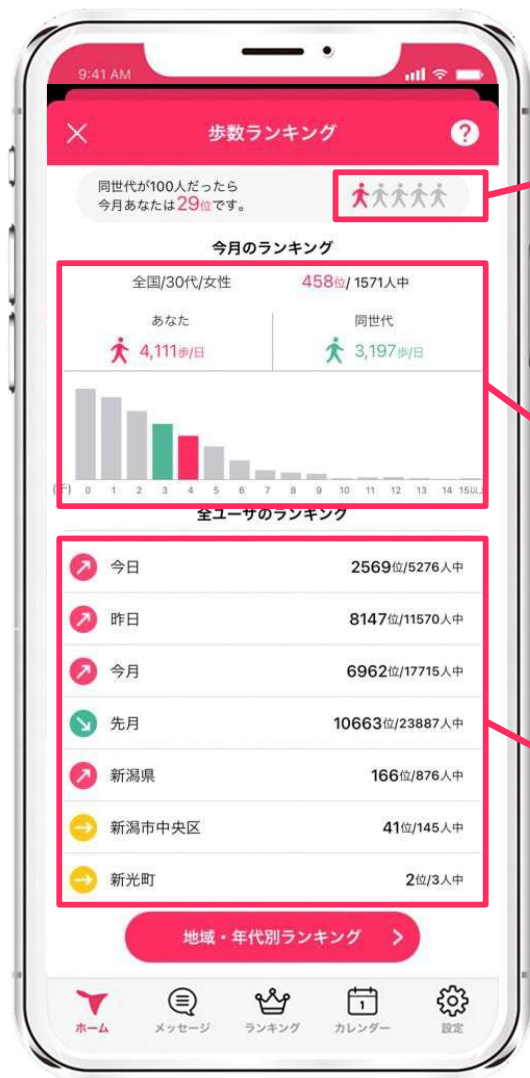 9:41 AM
歩数ランキング
?
同世代が100人だったら
今月あなたは29位です。
今月のランキング
全国/30代/女性 458位/ 1571人中
あなた 同世代
4,111歩/日 3,197歩/日
(千) 0 1 2 3 4 5 6 7 8 9 10 11 12 13 14 15以上
全ユーザのランキング
今日 2569位/5276人中
昨日 8147位/11570人中
今月 6962位/17715人中
先月 10663位/23887人中
新潟県 166位/876人中
新潟市中央区 41位/145人中
新光町 2位/3人中
地域・年代別ランキング
1
ホーム メッセージ ランキング カレンダー 設定